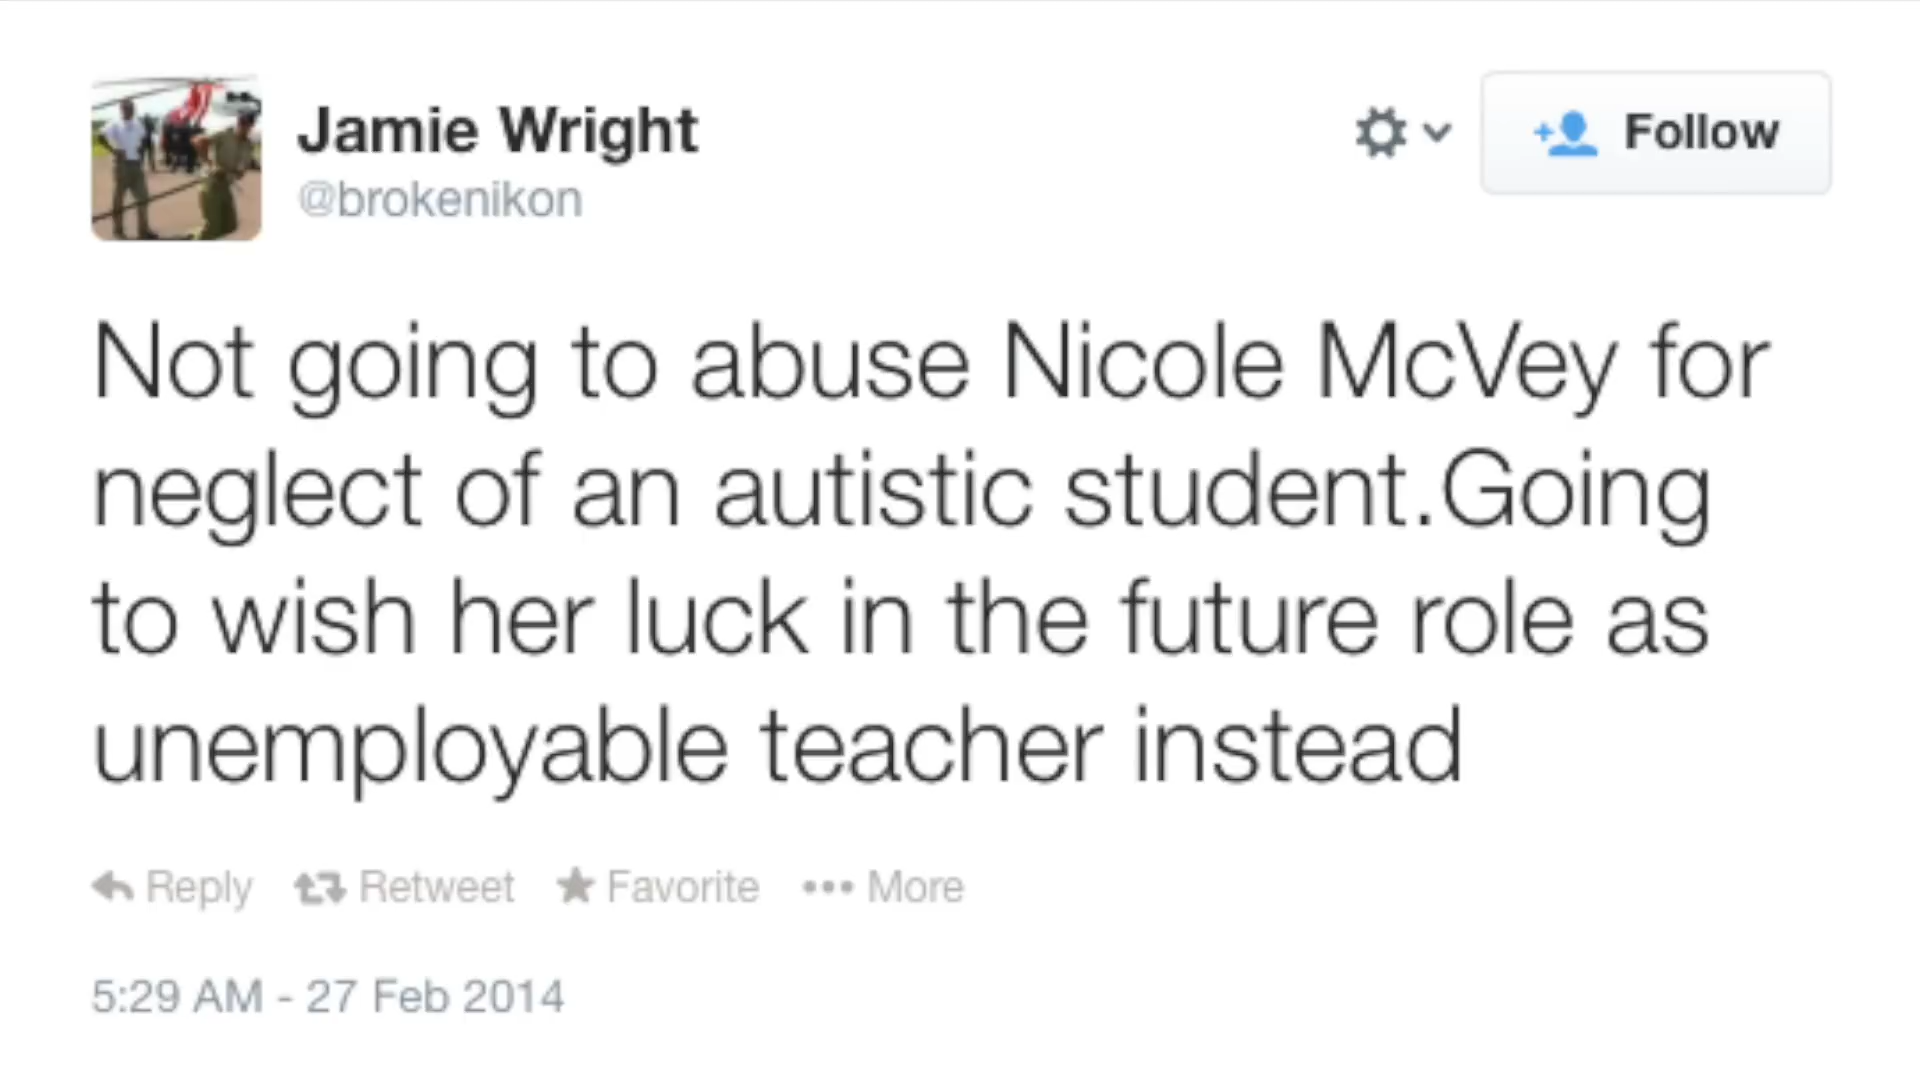 Jamie Wright
@brokenikon
Follow
Not going to abuse Nicole McVey for
neglect of an autistic student.Going
to wish her luck in the future role as
unemployable teacher instead
Reply Retweet Favorite More
5:29 AM - 27 Feb 2014